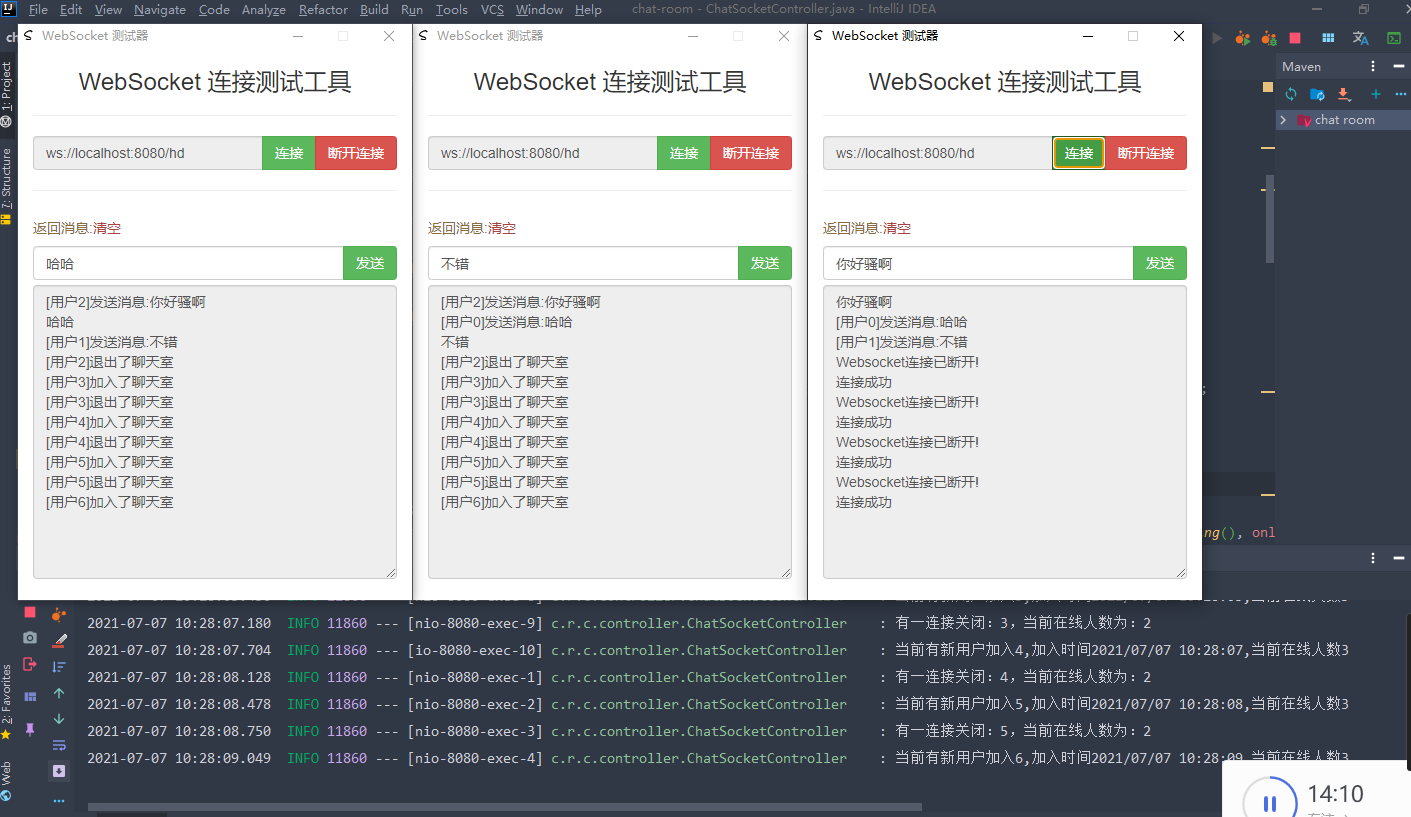 File Edit View Navigate Code Analyze Refactor Build Run Tools VCS Window Help chat-room - ChatSocketController.java - IntelliJ IDEA
WebSocket 测试器
WebSocket 连接测试工具
ws://localhost:8080/hd 连接 断开连接
返回消息:清空
哈哈 发送
[用户2]发送消息:你好骚啊
哈哈
[用户1]发送消息:不错
[用户2]退出了聊天室
[用户3]加入了聊天室
[用户3]退出了聊天室
[用户4]加入了聊天室
[用户4]退出了聊天室
[用户5]加入了聊天室
[用户5]退出了聊天室
[用户6]加入了聊天室
WebSocket 测试器
WebSocket 连接测试工具
ws://localhost:8080/hd 连接 断开连接
返回消息:清空
不错 发送
[用户2]发送消息:你好骚啊
[用户0]发送消息:哈哈
不错
[用户2]退出了聊天室
[用户3]加入了聊天室
[用户3]退出了聊天室
[用户4]加入了聊天室
[用户4]退出了聊天室
[用户5]加入了聊天室
[用户5]退出了聊天室
[用户6]加入了聊天室
WebSocket 测试器
WebSocket 连接测试工具
ws://localhost:8080/hd 连接 断开连接
返回消息:清空
你好骚啊 发送
你好骚啊
[用户0]发送消息:哈哈
[用户1]发送消息:不错
Websocket连接已断开!
连接成功
Websocket连接已断开!
连接成功
Websocket连接已断开!
连接成功
Websocket连接已断开!
连接成功
Maven
chat room
;
ng(), onl
1: Project
7: Structure
2: Favorites
Web
2021-07-07 10:28:07.180 INFO 11860 --- [nio-8080-exec-9] c.r.c.controller.ChatSocketController : 有一连接关闭：3，当前在线人数为：2
2021-07-07 10:28:07.704 INFO 11860 --- [io-8080-exec-10] c.r.c.controller.ChatSocketController : 当前有新用户加入4,加入时间2021/07/07 10:28:07,当前在线人数3
2021-07-07 10:28:08.128 INFO 11860 --- [nio-8080-exec-1] c.r.c.controller.ChatSocketController : 有一连接关闭：4，当前在线人数为：2
2021-07-07 10:28:08.478 INFO 11860 --- [nio-8080-exec-2] c.r.c.controller.ChatSocketController : 当前有新用户加入5,加入时间2021/07/07 10:28:08,当前在线人数3
2021-07-07 10:28:08.750 INFO 11860 --- [nio-8080-exec-3] c.r.c.controller.ChatSocketController : 有一连接关闭：5，当前在线人数为：2
2021-07-07 10:28:09.049 INFO 11860 --- [nio-8080-exec-4] c.r.c.controller.ChatSocketController : 当前有新用户加入6,加入时间2021/07/07 10:28:09,当前在线人数3
14:10